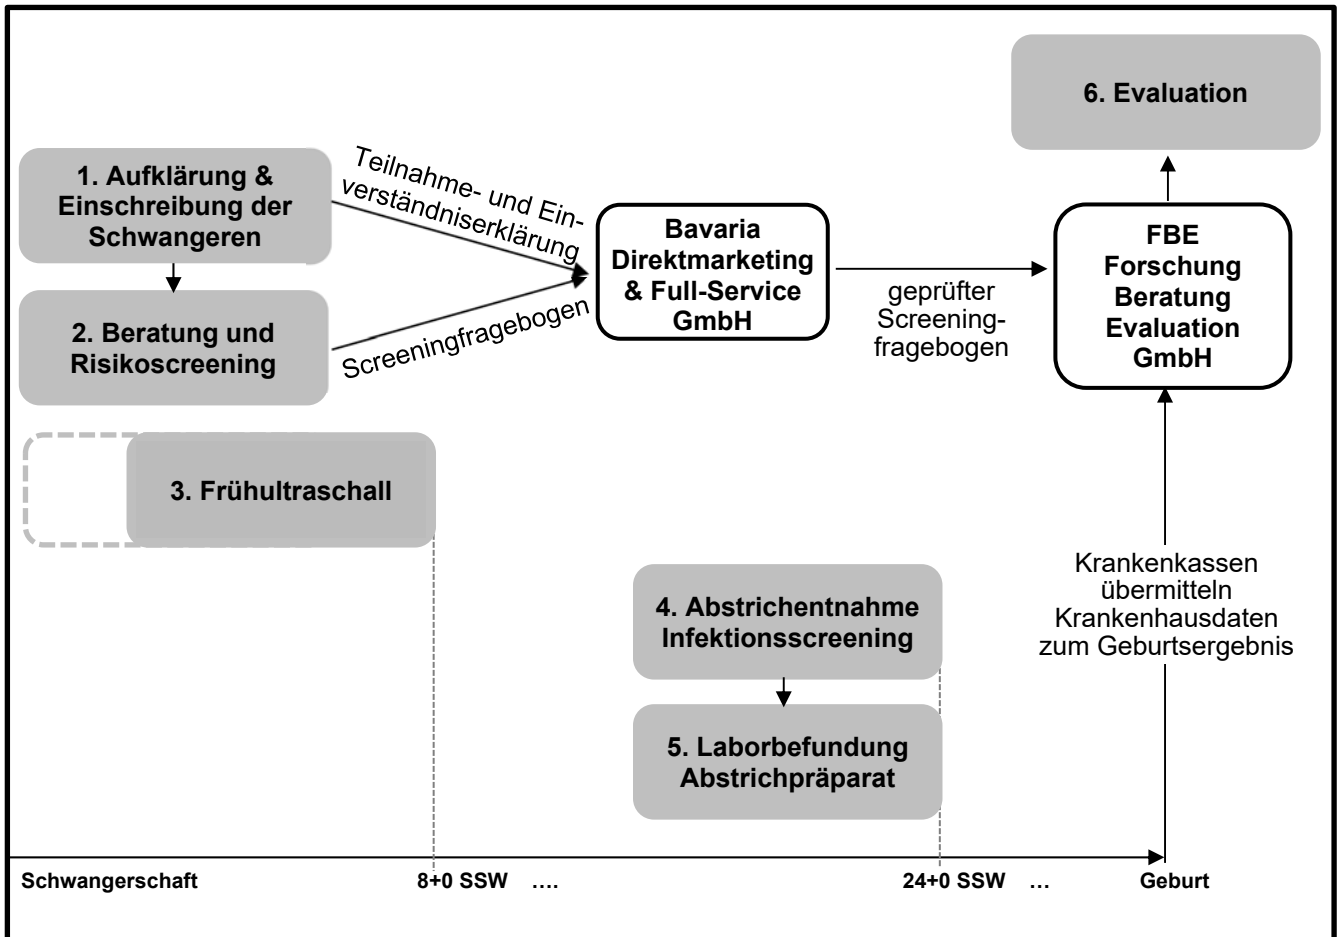 6. Evaluation
1. Aufklärung &
Einschreibung der
Schwangeren
Teilnahme- und Ein-
verständniserklärung
2. Beratung und
Risikoscreening
Screeningfragebogen
Bavaria
Direktmarketing
& Full-Service
GmbH
geprüfter
Screening-
fragebogen
FBE
Forschung
Beratung
Evaluation
GmbH
3. Frühultraschall
4. Abstrichentnahme
Infektionsscreening
5. Laborbefundung
Abstrichpräparat
Krankenkassen
übermitteln
Krankenhausdaten
zum Geburtsergebnis
Schwangerschaft 8+0 SSW .... 24+0 SSW ... Geburt